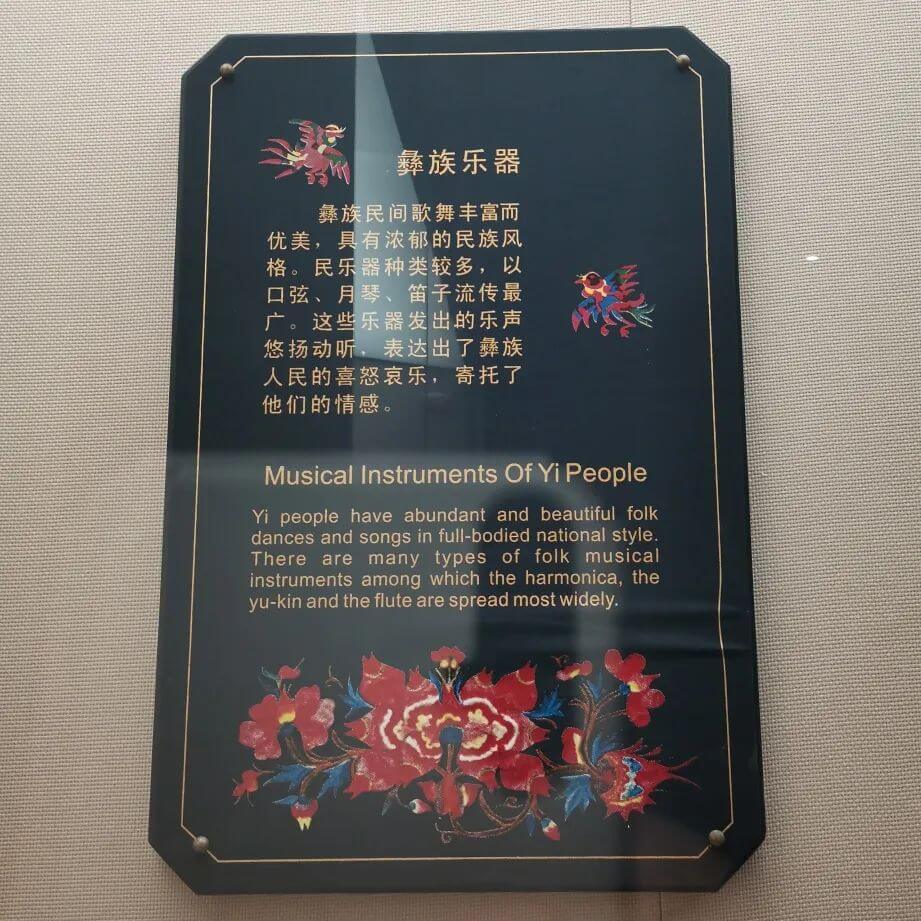 彝族乐器
彝族民间歌舞丰富而
优美，具有浓郁的民族风
格。民乐器种类较多，以
口弦、月琴、笛子流传最
广。这些乐器发出的乐声
悠扬动听，表达出了彝族
人民的喜怒哀乐，寄托了
他们的情感。
Musical Instruments Of Yi People
Yi people have abundant and beautiful folk
dances and songs in full-bodied national style.
There are many types of folk musical
instruments among which the harmonica, the
yu-kin and the flute are spread most widely.